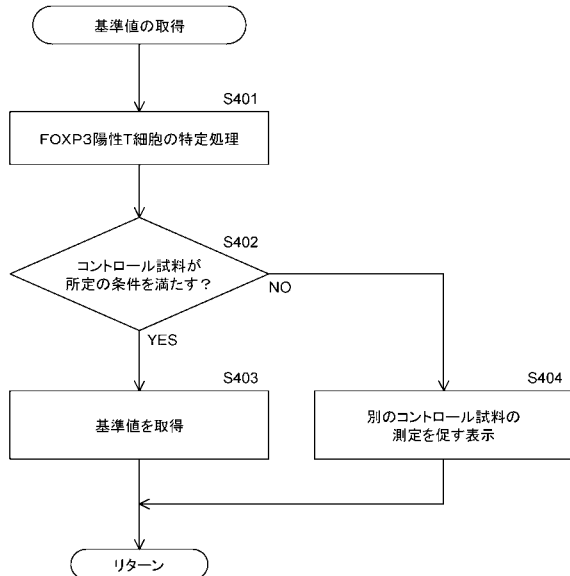 基準値の取得
S401
FOXP3陽性T細胞の特定処理
S402
コントロール試料が
所定の条件を満たす？
NO
YES
S403
基準値を取得
S404
別のコントロール試料の
測定を促す表示
リターン